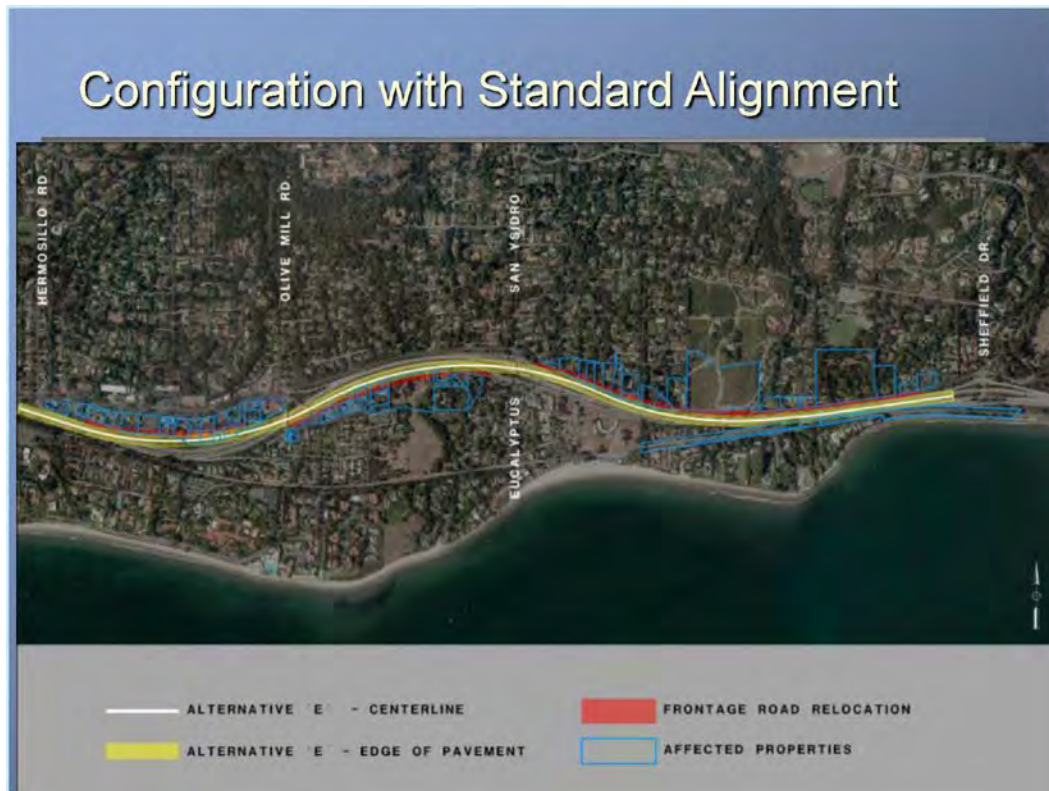 Configuration with Standard Alignment
HERMOSILLO RD
OLIVE MILL RD
SAN YSIDRO
EUCALYPTUS
SHEFFIELD DR.
ALTERNATIVE 'E' - CENTERLINE
FRONTAGE ROAD RELOCATION
ALTERNATIVE 'E' - EDGE OF PAVEMENT
AFFECTED PROPERTIES